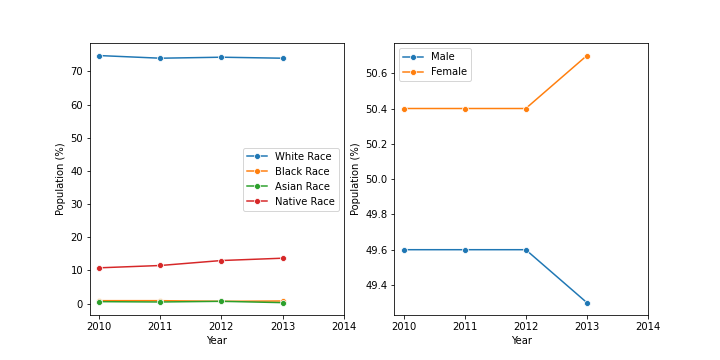 70
60
50
40
30
20
10
0
Population (%)
White Race
Black Race
Asian Race
Native Race
2010 2011 2012 2013 2014
Year
Male
Female
50.6
50.4
50.2
50.0
49.8
49.6
49.4
Population (%)
2010 2011 2012 2013 2014
Year